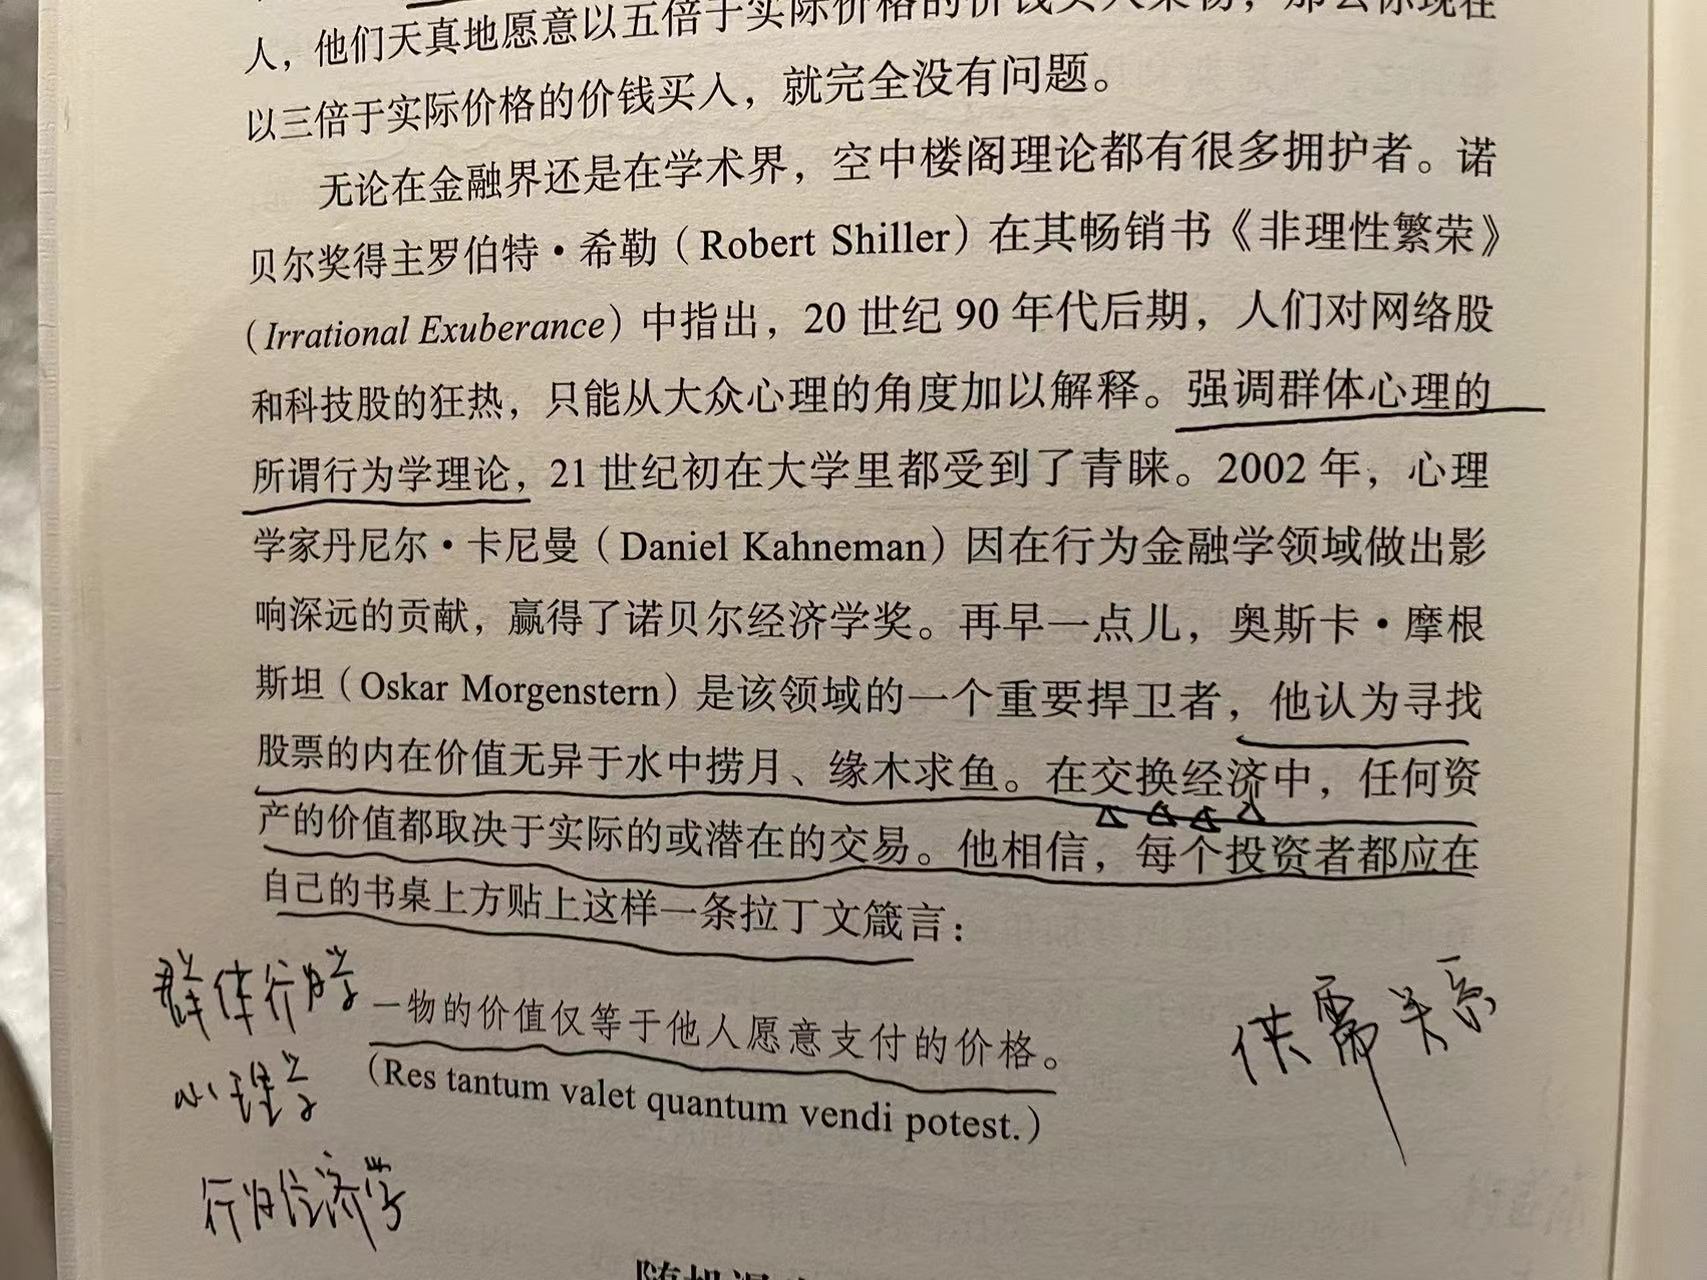 人，他们天真地愿意以五倍于实际价格的价钱买入某物，那么你现在
以三倍于实际价格的价钱买入，就完全没有问题。
无论在金融界还是在学术界，空中楼阁理论都有很多拥护者。诺
贝尔奖得主罗伯特·希勒（Robert Shiller）在其畅销书《非理性繁荣》
（Irrational Exuberance）中指出，20世纪90年代后期，人们对网络股
和科技股的狂热，只能从大众心理的角度加以解释。强调群体心理的
所谓行为学理论，21世纪初在大学里都受到了青睐。2002年，心理
学家丹尼尔·卡尼曼（Daniel Kahneman）因在行为金融学领域做出影
响深远的贡献，赢得了诺贝尔经济学奖。再早一点儿，奥斯卡·摩根
斯坦（Oskar Morgenstern）是该领域的一个重要捍卫者，他认为寻找
股票的内在价值无异于水中捞月、缘木求鱼。在交换经济中，任何资
产的价值都取决于实际的或潜在的交易。他相信，每个投资者都应在
自己的书桌上方贴上这样一条拉丁文箴言：
群体行为学
一物的价值仅等于他人愿意支付的价格。
供需关系
心理学
（Res tantum valet quantum vendi potest.）
行为经济学